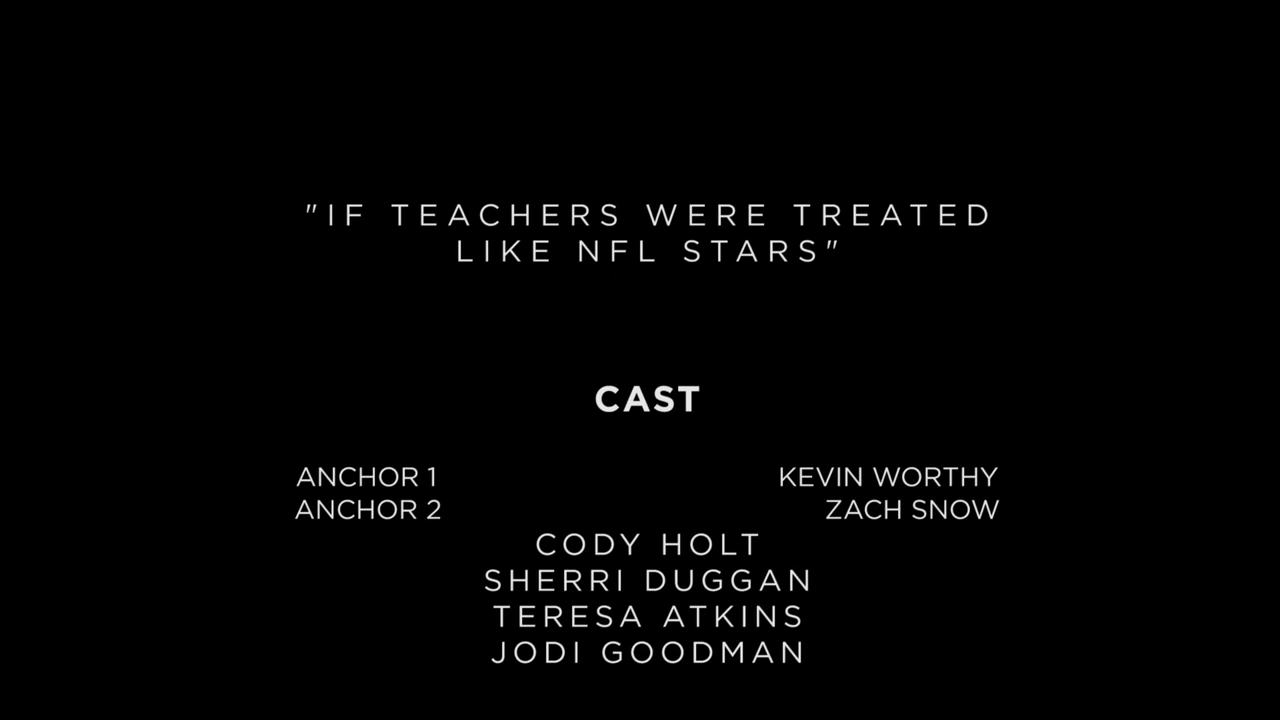 "IF TEACHERS WERE TREATED
LIKE NFL STARS"
CAST
ANCHOR 1 KEVIN WORTHY
ANCHOR 2 ZACH SNOW
CODY HOLT
SHERRI DUGGAN
TERESA ATKINS
JODI GOODMAN